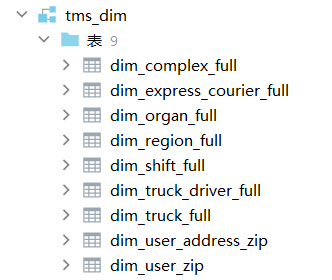 tms_dim
表 9
dim_complex_full
dim_express_courier_full
dim_organ_full
dim_region_full
dim_shift_full
dim_truck_driver_full
dim_truck_full
dim_user_address_zip
dim_user_zip